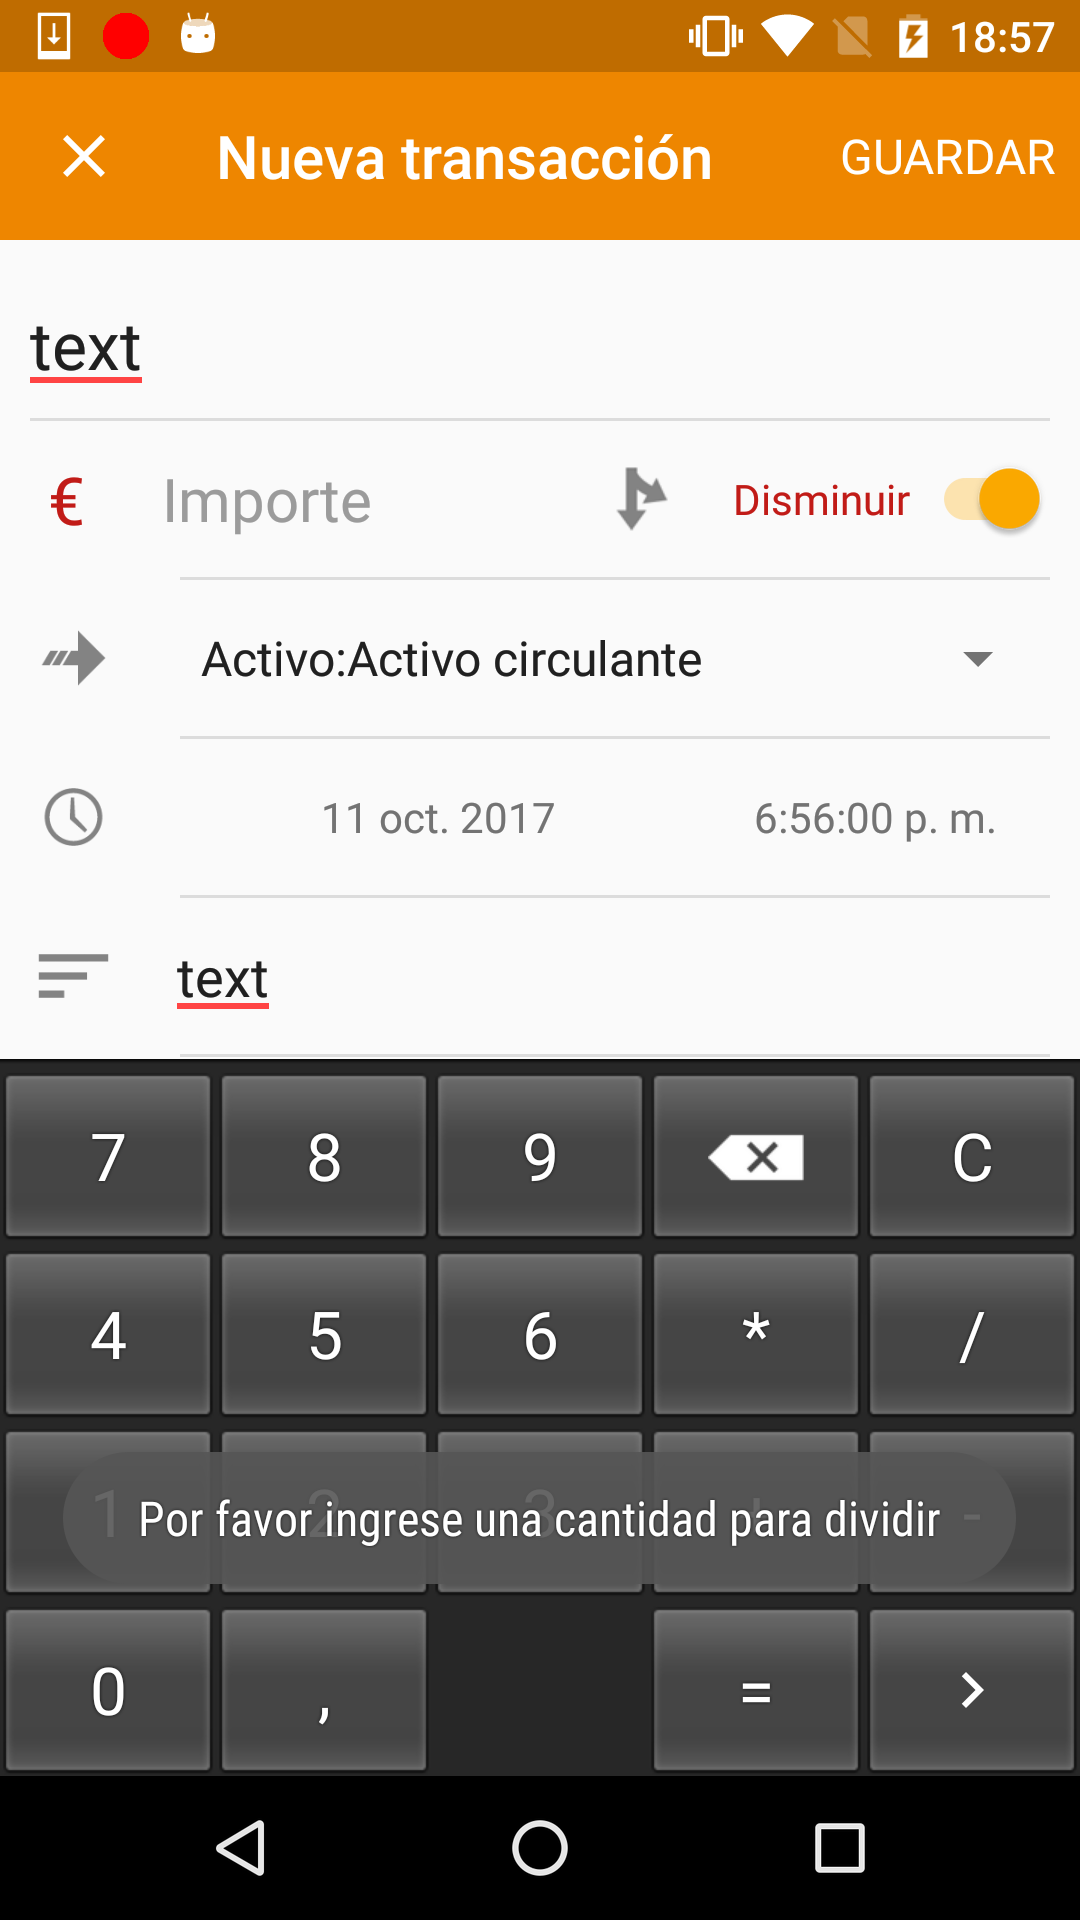 18:57
Nueva transacción
GUARDAR
text
€ Importe Disminuir
Activo:Activo circulante
11 oct. 2017 6:56:00 p. m.
text
7 8 9 C
4 5 6 * /
1 2 3 -
Por favor ingrese una cantidad para dividir
0 , = >